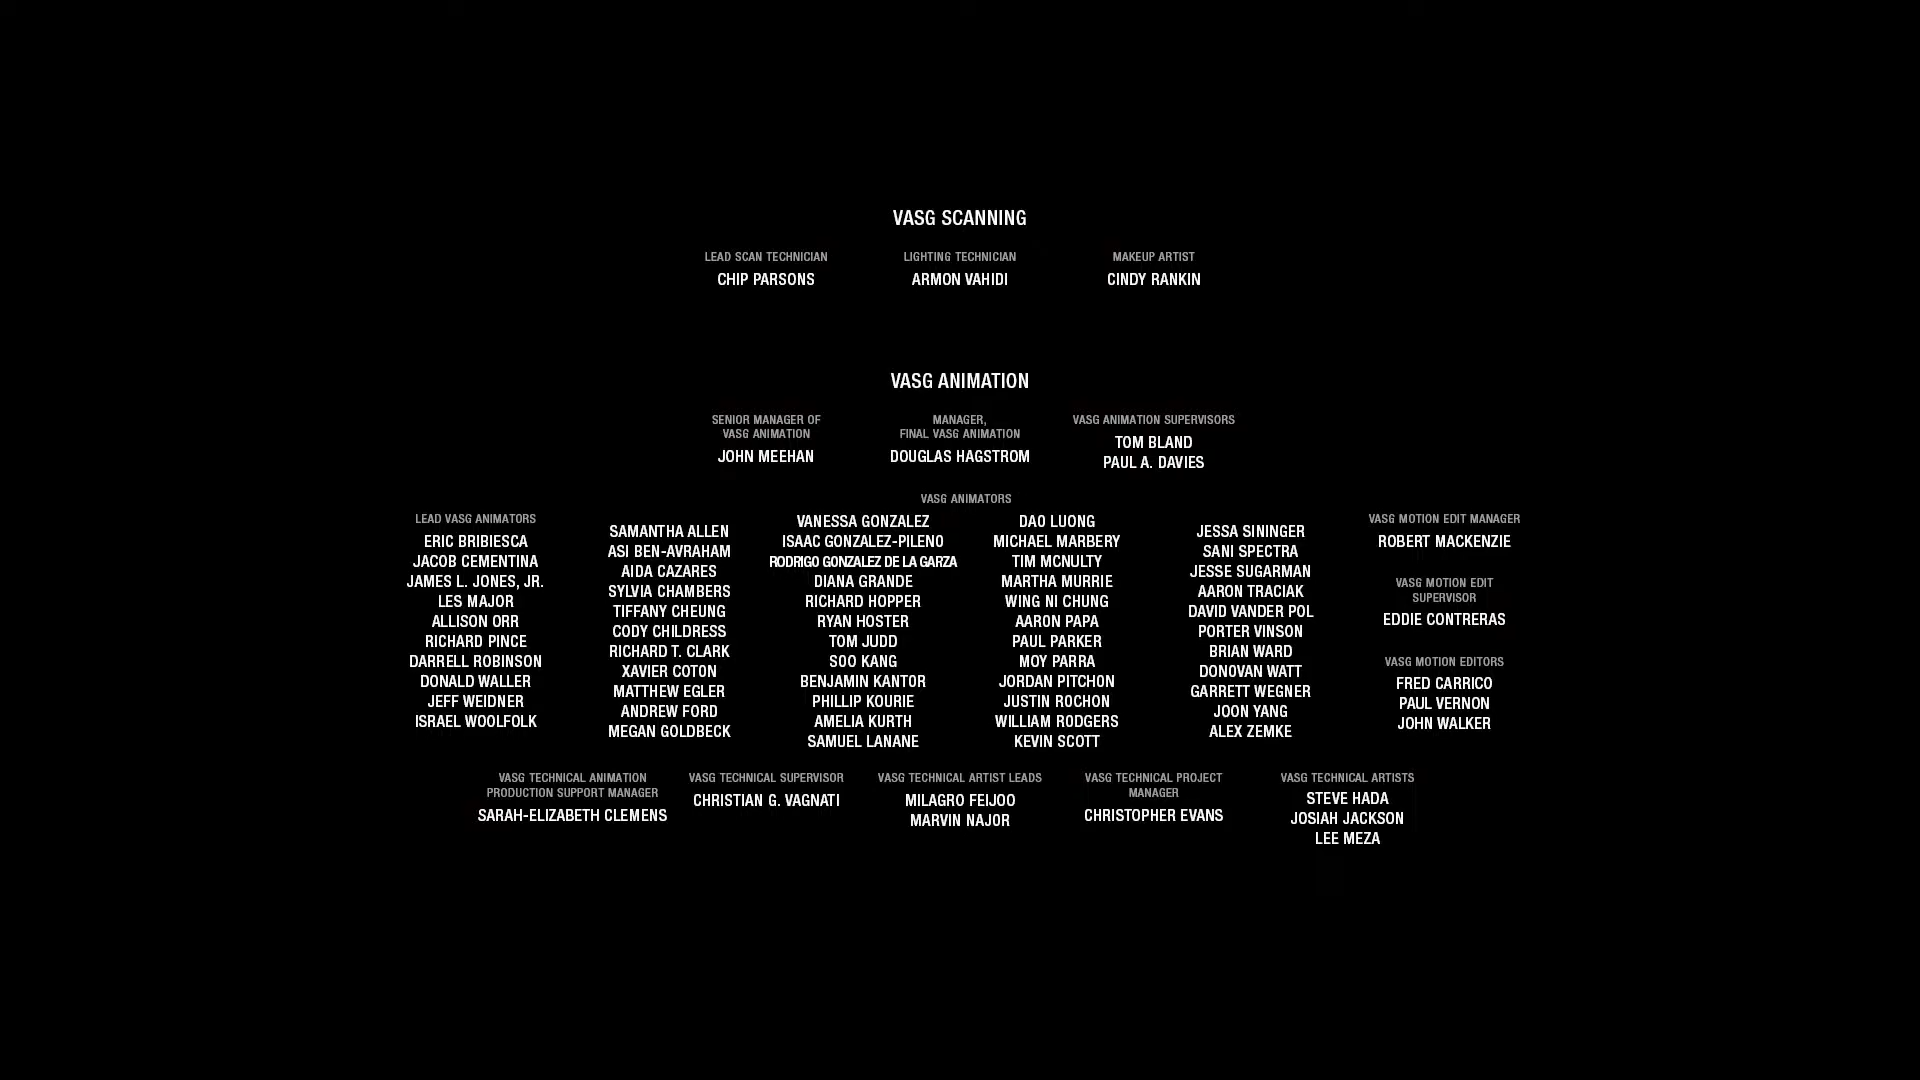 VASG SCANNING
LEAD SCAN TECHNICIAN
CHIP PARSONS
LIGHTING TECHNICIAN
ARMON VAHIDI
MAKEUP ARTIST
CINDY RANKIN
VASG ANIMATION
SENIOR MANAGER OF
VASG ANIMATION
JOHN MEEHAN
MANAGER,
FINAL VASG ANIMATION
DOUGLAS HAGSTROM
VASG ANIMATION SUPERVISORS
TOM BLAND
PAUL A. DAVIES
LEAD VASG ANIMATORS
ERIC BRIBIESCA
JACOB CEMENTINA
JAMES L. JONES, JR.
LES MAJOR
ALLISON ORR
RICHARD PINCE
DARRELL ROBINSON
DONALD WALLER
JEFF WEIDNER
ISRAEL WOOLFOLK
VASG ANIMATORS
SAMANTHA ALLEN
ASI BEN-AVRAHAM
AIDA CAZARES
SYLVIA CHAMBERS
TIFFANY CHEUNG
CODY CHILDRESS
RICHARD T. CLARK
XAVIER COTON
MATTHEW EGLER
ANDREW FORD
MEGAN GOLDBECK
VANESSA GONZALEZ
ISAAC GONZALEZ-PILENO
RODRIGO GONZALEZ DE LA GARZA
DIANA GRANDE
RICHARD HOPPER
RYAN HOSTER
TOM JUDD
SOO KANG
BENJAMIN KANTOR
PHILLIP KOURIE
AMELIA KURTH
SAMUEL LANANE
DAO LUONG
MICHAEL MARBERY
TIM MCNULTY
MARTHA MURRIE
WING NI CHUNG
AARON PAPA
PAUL PARKER
MOY PARRA
JORDAN PITCHON
JUSTIN ROCHON
WILLIAM RODGERS
KEVIN SCOTT
JESSA SININGER
SANI SPECTRA
JESSE SUGARMAN
AARON TRACIAK
DAVID VANDER POL
PORTER VINSON
BRIAN WARD
DONOVAN WATT
GARRETT WEGNER
JOON YANG
ALEX ZEMKE
VASG MOTION EDIT MANAGER
ROBERT MACKENZIE
VASG MOTION EDIT
SUPERVISOR
EDDIE CONTRERAS
VASG MOTION EDITORS
FRED CARRICO
PAUL VERNON
JOHN WALKER
VASG TECHNICAL ANIMATION
PRODUCTION SUPPORT MANAGER
SARAH-ELIZABETH CLEMENS
VASG TECHNICAL SUPERVISOR
CHRISTIAN G. VAGNATI
VASG TECHNICAL ARTIST LEADS
MILAGRO FEIJOO
MARVIN NAJOR
VASG TECHNICAL PROJECT
MANAGER
CHRISTOPHER EVANS
VASG TECHNICAL ARTISTS
STEVE HADA
JOSIAH JACKSON
LEE MEZA